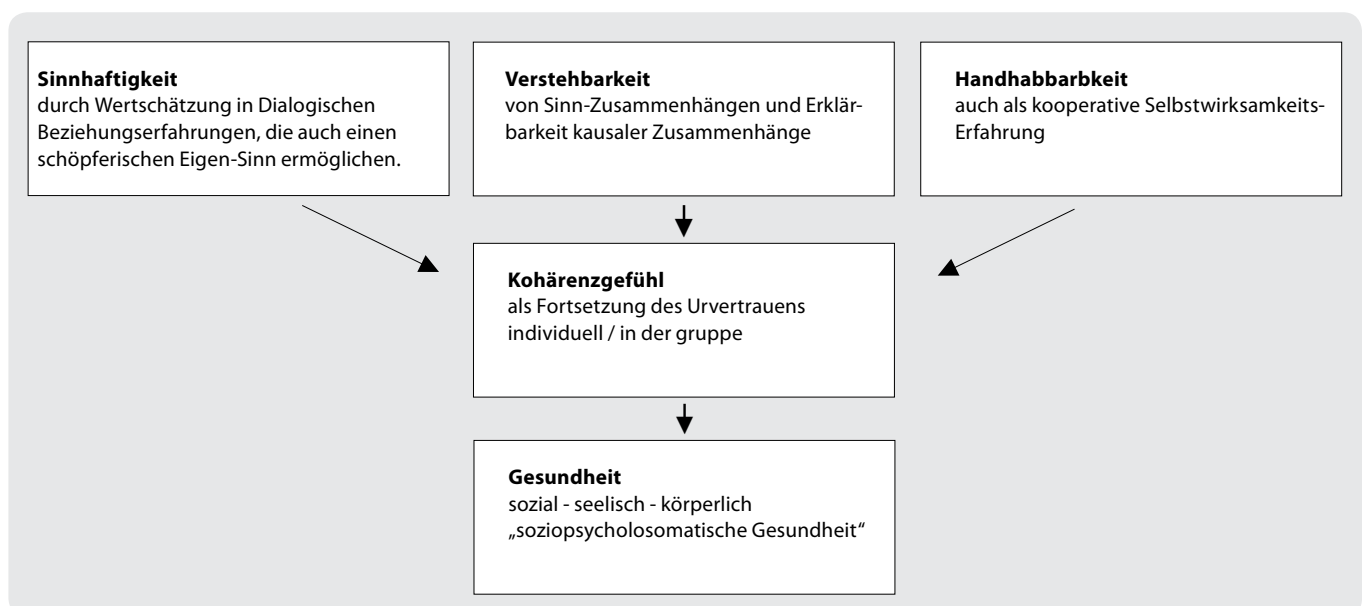 Sinnhaftigkeit
durch Wertschätzung in Dialogischen
Beziehungserfahrungen, die auch einen
schöpferischen Eigen-Sinn ermöglichen.
Verstehbarkeit
von Sinn-Zusammenhängen und Erklär-
barkeit kausaler Zusammenhänge
Handhabbarbkeit
auch als kooperative Selbstwirksamkeits-
Erfahrung
Kohärenzgefühl
als Fortsetzung des Urvertrauens
individuell / in der gruppe
Gesundheit
sozial - seelisch - körperlich
„soziopsycholosomatische Gesundheit“